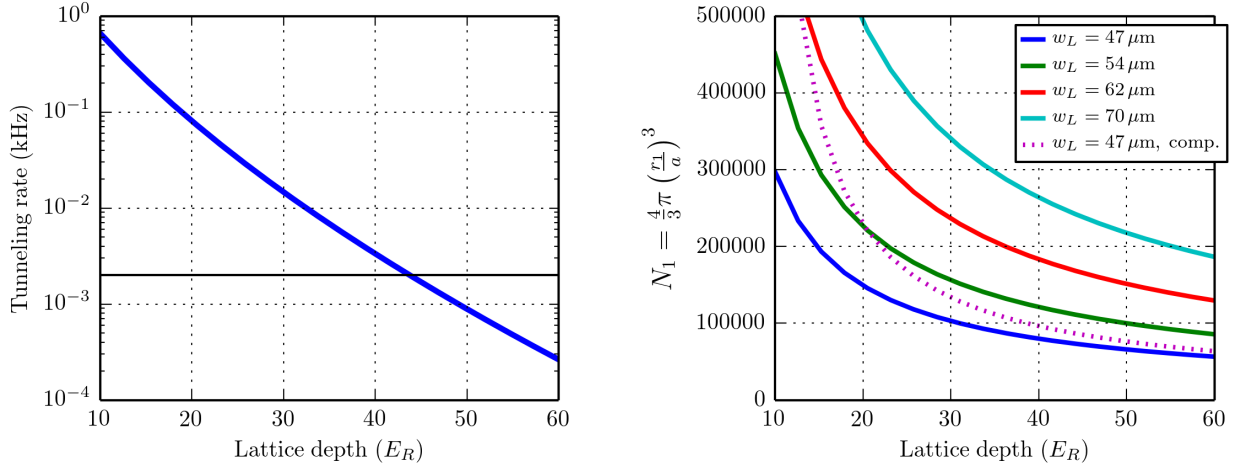 Tunneling rate (kHz)
10^0
10^{-1}
10^{-2}
10^{-3}
10^{-4}
10 20 30 40 50 60
Lattice depth (E_R)
N_1 = \frac{4}{3}π(\frac{r_1}{a})^3
500000
400000
300000
200000
100000
0
10 20 30 40 50 60
Lattice depth (E_R)
w_L = 47 μm
w_L = 54 μm
w_L = 62 μm
w_L = 70 μm
w_L = 47 μm, comp.